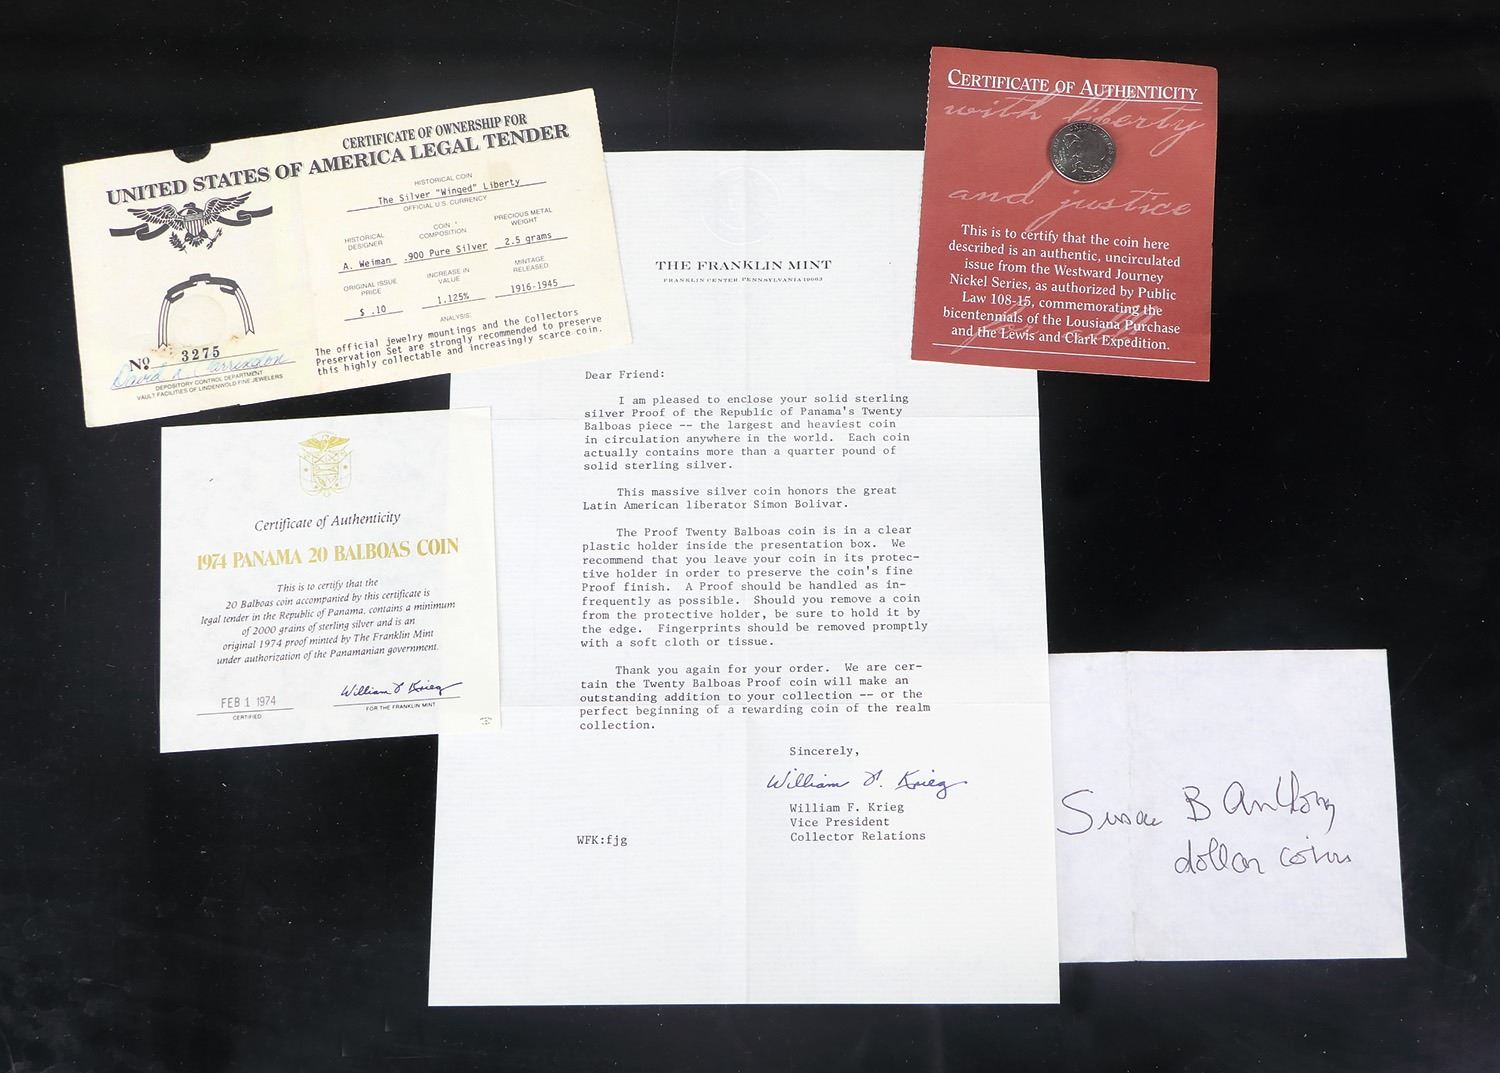 CERTIFICATE OF OWNERSHIP FOR
UNITED STATES OF AMERICA LEGAL TENDER
HISTORICAL COIN
The Silver "Winged" Liberty
OFFICIAL U.S. CURRENCY
HISTORICAL DESIGNER
A. Weiman
COIN COMPOSITION
.900 Pure Silver
PRECIOUS METAL WEIGHT
2.5 grams
ORIGINAL ISSUE PRICE
$ .10
INCREASE IN VALUE
1.125%
MINTAGE RELEASED
1916-1945
ANALYSIS:
The official jewelry mountings and the Collectors
Preservation Set are strongly recommended to preserve
this highly collectable and increasingly scarce coin.
No 3275
DEPOSITORY CONTROL DEPARTMENT
VAULT FACILITIES OF LINDENWOLD FINE JEWELERS
Certificate of Authenticity
1974 PANAMA 20 BALBOAS COIN
This is to certify that the
20 Balboas coin accompanied by this certificate is
legal tender in the Republic of Panama, contains a minimum
of 2000 grains of sterling silver and is an
original 1974 proof minted by The Franklin Mint
under authorization of the Panamanian government.
FEB 1 1974
CERTIFIED
William F Krieg
FOR THE FRANKLIN MINT
THE FRANKLIN MINT
FRANKLIN CENTER, PENNSYLVANIA 19063
Dear Friend:
I am pleased to enclose your solid sterling
silver Proof of the Republic of Panama's Twenty
Balboas piece -- the largest and heaviest coin
in circulation anywhere in the world. Each coin
actually contains more than a quarter pound of
solid sterling silver.
This massive silver coin honors the great
Latin American liberator Simon Bolivar.
The Proof Twenty Balboas coin is in a clear
plastic holder inside the presentation box. We
recommend that you leave your coin in its protec-
tive holder in order to preserve the coin's fine
Proof finish. A Proof should be handled as in-
frequently as possible. Should you remove a coin
from the protective holder, be sure to hold it by
the edge. Fingerprints should be removed promptly
with a soft cloth or tissue.
Thank you again for your order. We are cer-
tain the Twenty Balboas Proof coin will make an
outstanding addition to your collection -- or the
perfect beginning of a rewarding coin of the realm
collection.
Sincerely,
William F. Krieg
William F. Krieg
Vice President
Collector Relations
WFK:fjg
CERTIFICATE OF AUTHENTICITY
with liberty
and justice
This is to certify that the coin here
described is an authentic, uncirculated
issue from the Westward Journey
Nickel Series, as authorized by Public
Law 108-15, commemorating the
bicentennials of the Lousiana Purchase
and the Lewis and Clark Expedition.
Susan B Anthony
dollar coins